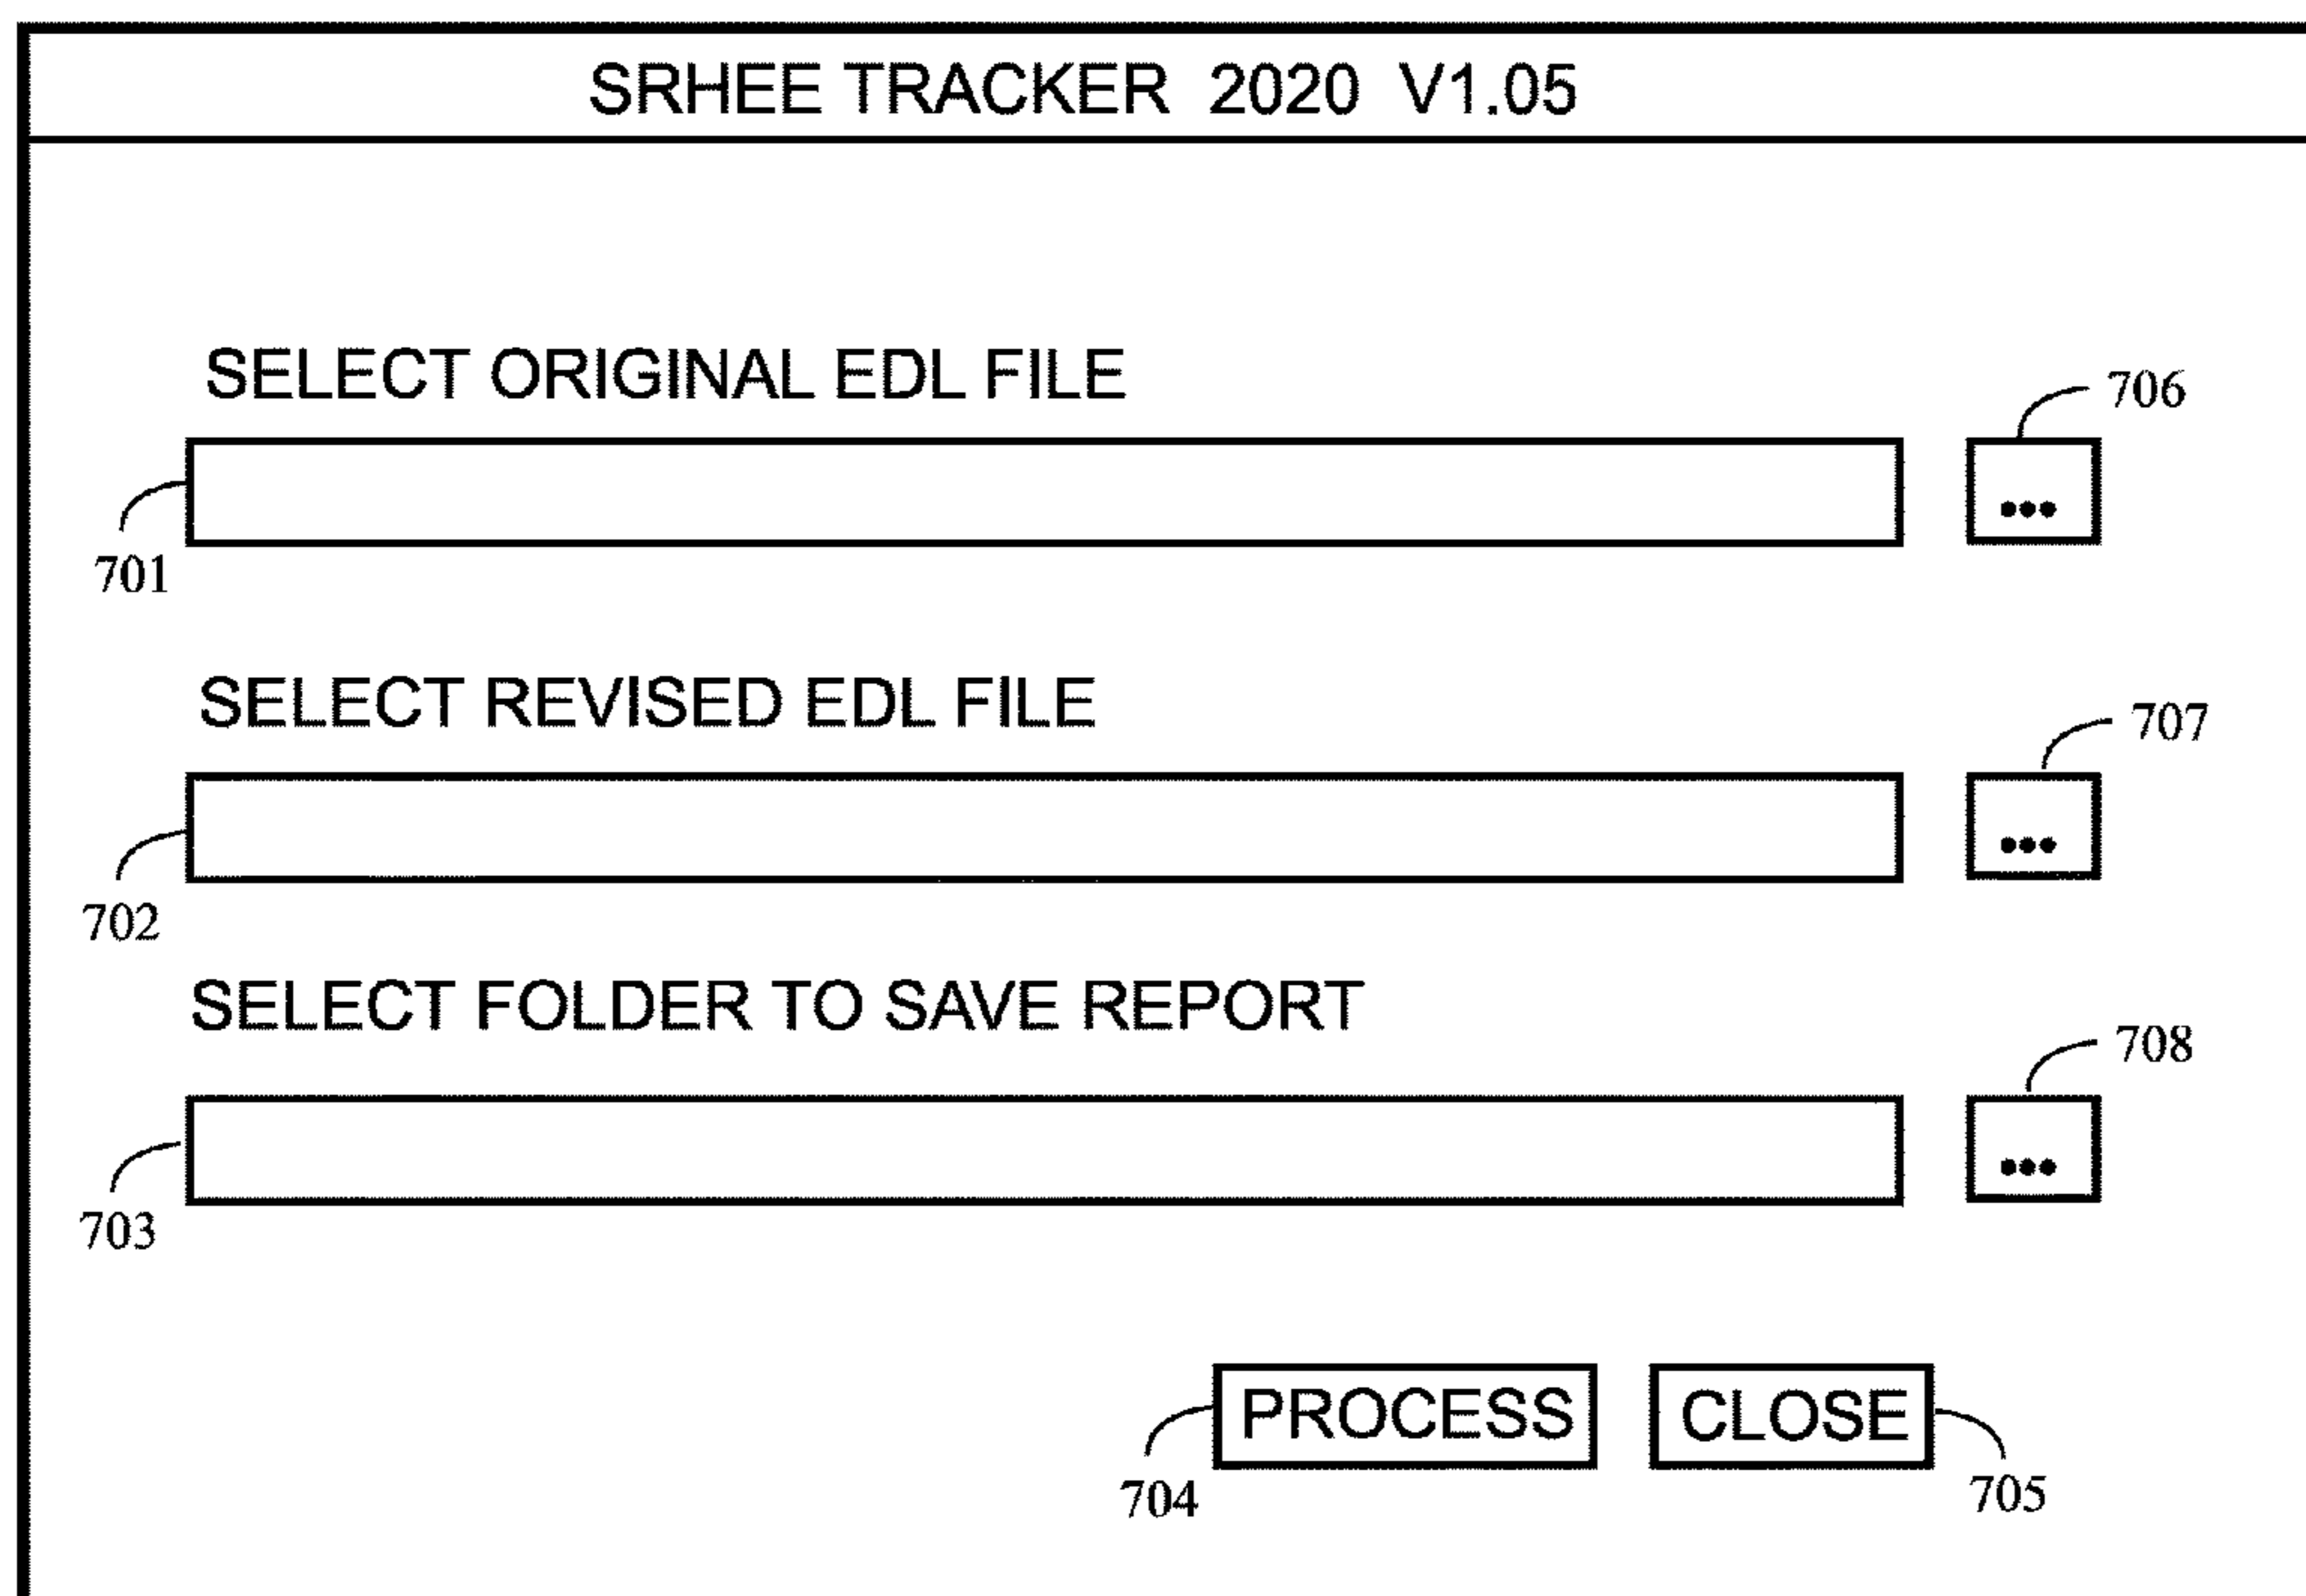 SRHEE TRACKER 2020 V1.05
SELECT ORIGINAL EDL FILE
706
...
701
SELECT REVISED EDL FILE
707
...
702
SELECT FOLDER TO SAVE REPORT
708
...
703
PROCESS CLOSE
704 705